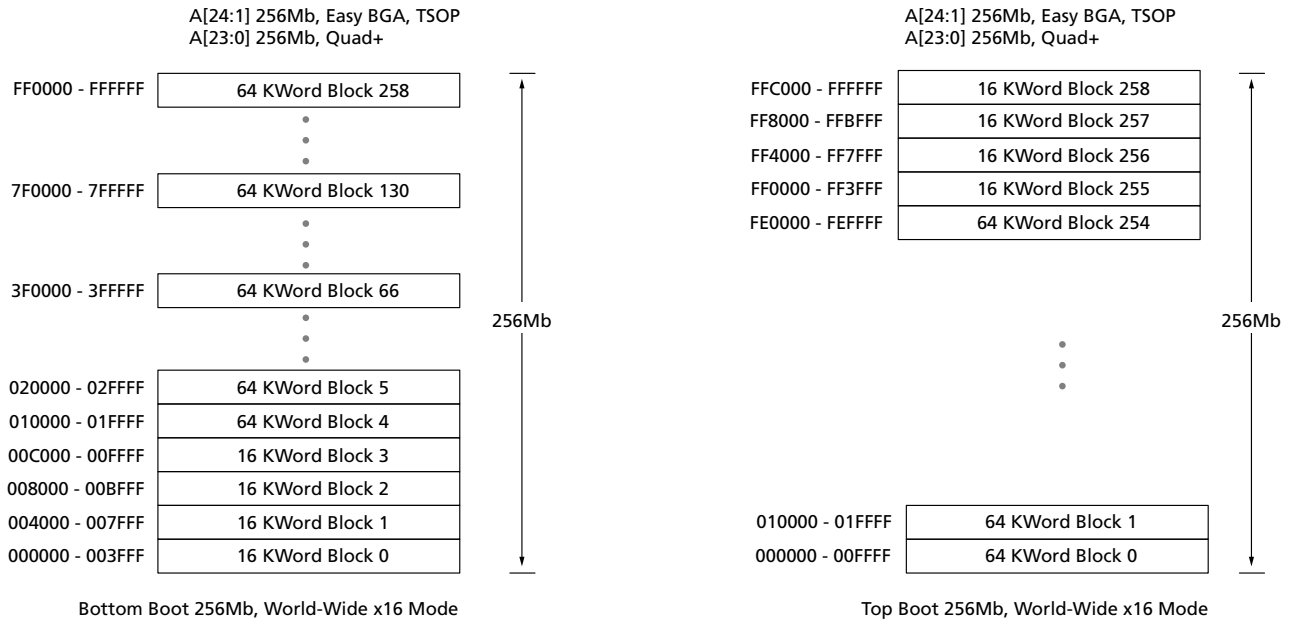 A[24:1] 256Mb, Easy BGA, TSOP
A[23:0] 256Mb, Quad+
FF0000 - FFFFFF 64 KWord Block 258
7F0000 - 7FFFFF 64 KWord Block 130
3F0000 - 3FFFFF 64 KWord Block 66
256Mb
020000 - 02FFFF 64 KWord Block 5
010000 - 01FFFF 64 KWord Block 4
00C000 - 00FFFF 16 KWord Block 3
008000 - 00BFFF 16 KWord Block 2
004000 - 007FFF 16 KWord Block 1
000000 - 003FFF 16 KWord Block 0
Bottom Boot 256Mb, World-Wide x16 Mode
A[24:1] 256Mb, Easy BGA, TSOP
A[23:0] 256Mb, Quad+
FFC000 - FFFFFF 16 KWord Block 258
FF8000 - FFBFFF 16 KWord Block 257
FF4000 - FF7FFF 16 KWord Block 256
FF0000 - FF3FFF 16 KWord Block 255
FE0000 - FEFFFF 64 KWord Block 254
256Mb
010000 - 01FFFF 64 KWord Block 1
000000 - 00FFFF 64 KWord Block 0
Top Boot 256Mb, World-Wide x16 Mode